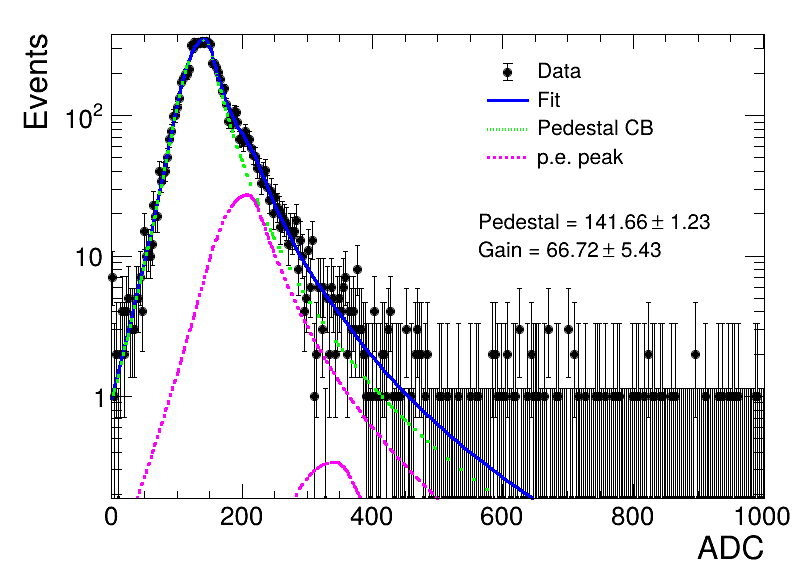 Events
10²
10
1
Data
Fit
Pedestal CB
p.e. peak
Pedestal = 141.66 ± 1.23
Gain = 66.72 ± 5.43
0 200 400 600 800 1000
ADC